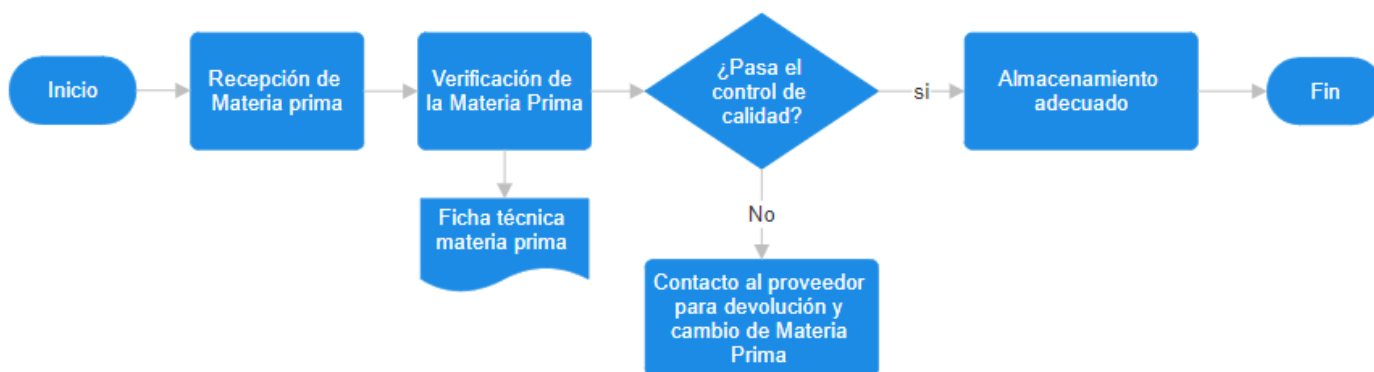 Inicio
Recepción de
Materia prima
Verificación de
la Materia Prima
¿Pasa el
control de
calidad?
si
Almacenamiento
adecuado
Fin
Ficha técnica
materia prima
No
Contacto al proveedor
para devolución y
cambio de Materia
Prima